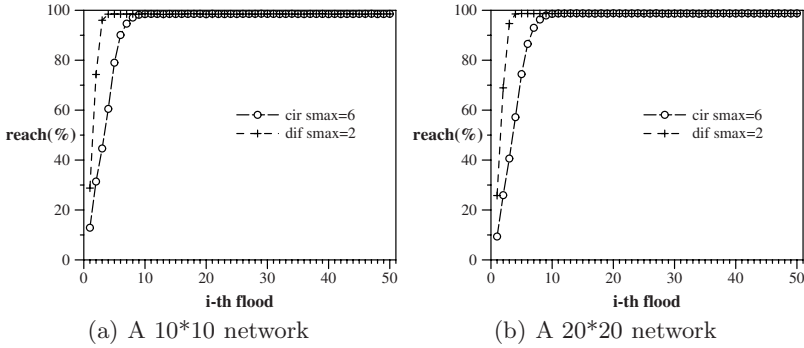 100
80
60
reach(%)
40
20
0
0 10 20 30 40 50
i-th flood
cir smax=6
dif smax=2
(a) A 10*10 network
100
80
60
reach(%)
40
20
0
0 10 20 30 40 50
i-th flood
cir smax=6
dif smax=2
(b) A 20*20 network